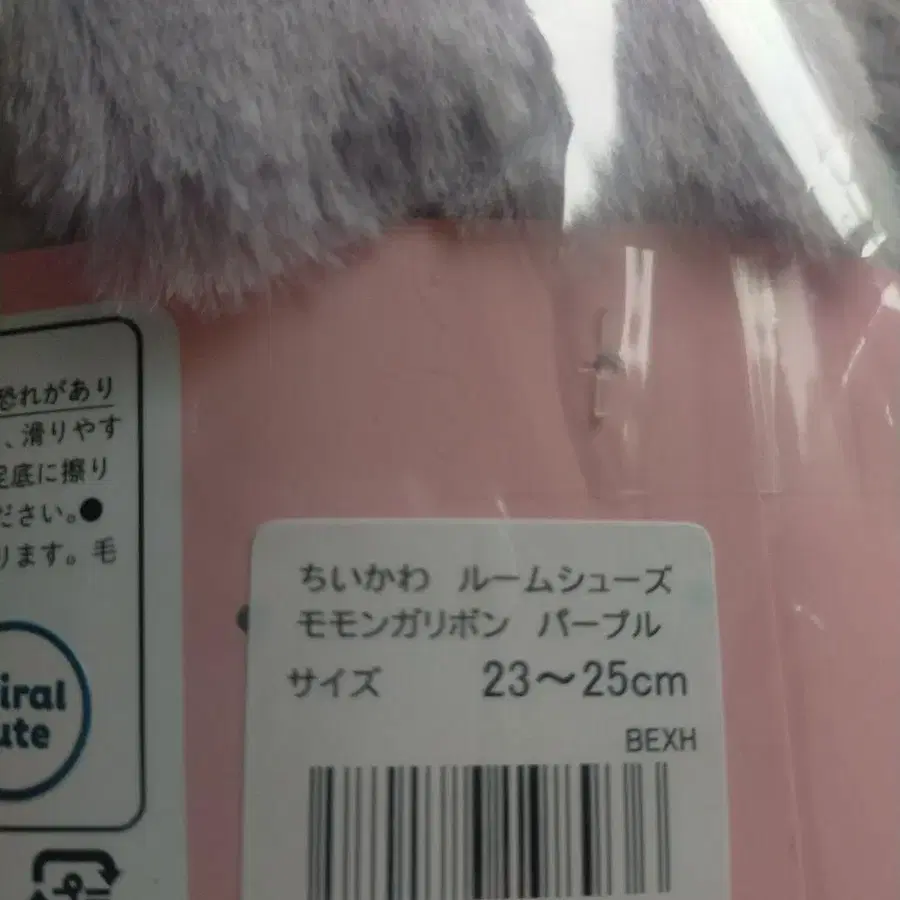 恐れがあり
、滑りやす
足底に擦り
ださい。●
ります。毛
iral
ute
ちいかわ ルームシューズ
モモンガリボン パープル
サイズ 23～25cm
BEXH